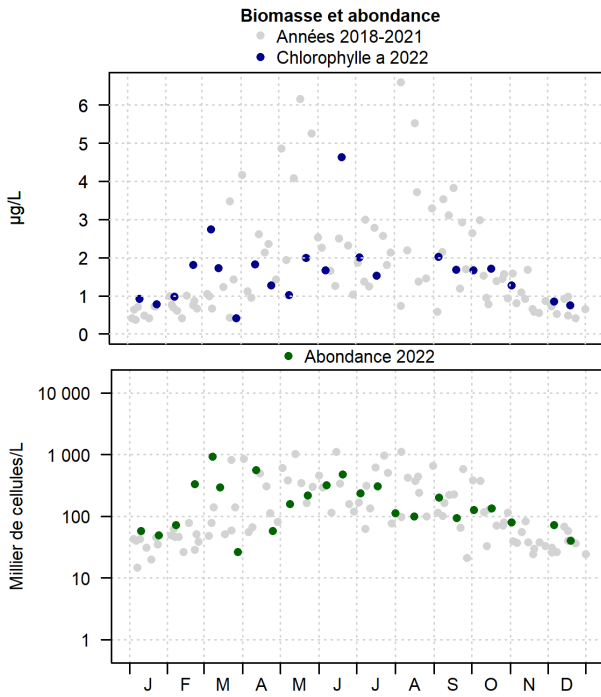 Biomasse et abondance
Années 2018-2021
Chlorophylle a 2022
6
5
4
3
2
1
0
µg/L
Abondance 2022
10 000
1 000
100
10
1
Millier de cellules/L
J F M A M J J A S O N D